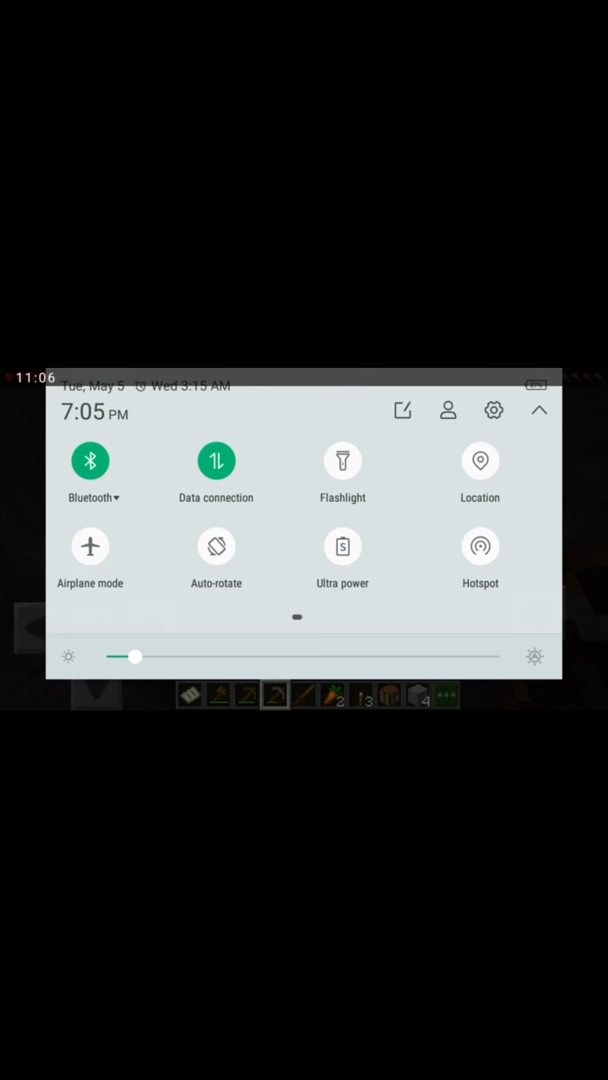 11:06
Tue, May 5 Wed 3:15 AM
7:05 PM
Bluetooth Data connection Flashlight Location
Airplane mode Auto-rotate Ultra power Hotspot
2 3 4